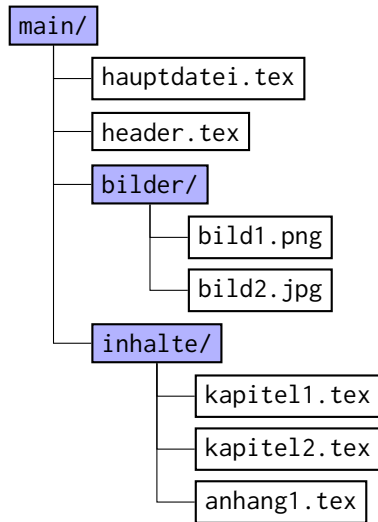 main/
hauptdatei.tex
header.tex
bilder/
bild1.png
bild2.jpg
inhalte/
kapitel1.tex
kapitel2.tex
anhang1.tex